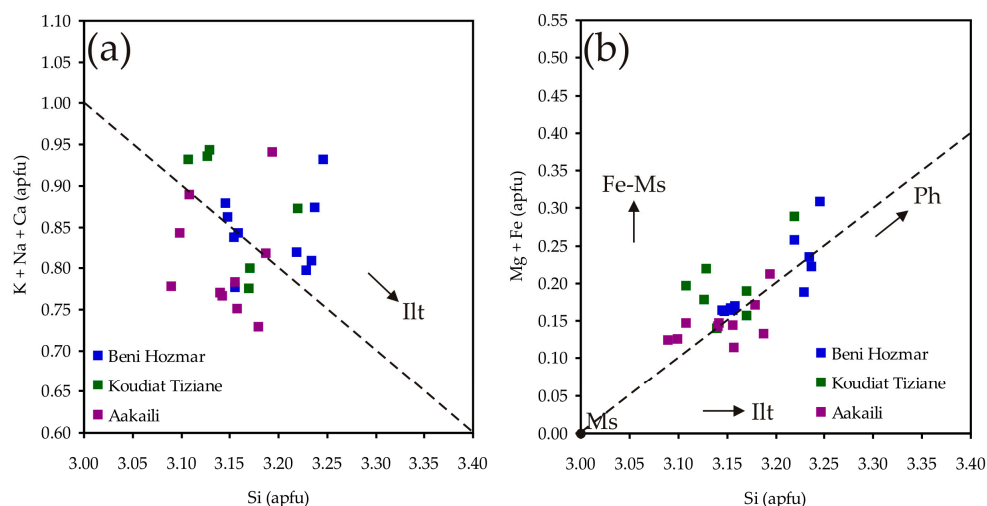 (a)
1.10
1.05
1.00
0.95
0.90
0.85
0.80
0.75
0.70
0.65
0.60
K + Na + Ca (apfu)
Ilt
Beni Hozmar
Koudiat Tiziane
Aakaili
3.00 3.05 3.10 3.15 3.20 3.25 3.30 3.35 3.40
Si (apfu)
(b)
0.55
0.50
0.45
0.40
0.35
0.30
0.25
0.20
0.15
0.10
0.05
0.00
Mg + Fe (apfu)
Fe-Ms
Ph
Beni Hozmar
Koudiat Tiziane
Aakaili
Ilt
Ms
3.00 3.05 3.10 3.15 3.20 3.25 3.30 3.35 3.40
Si (apfu)